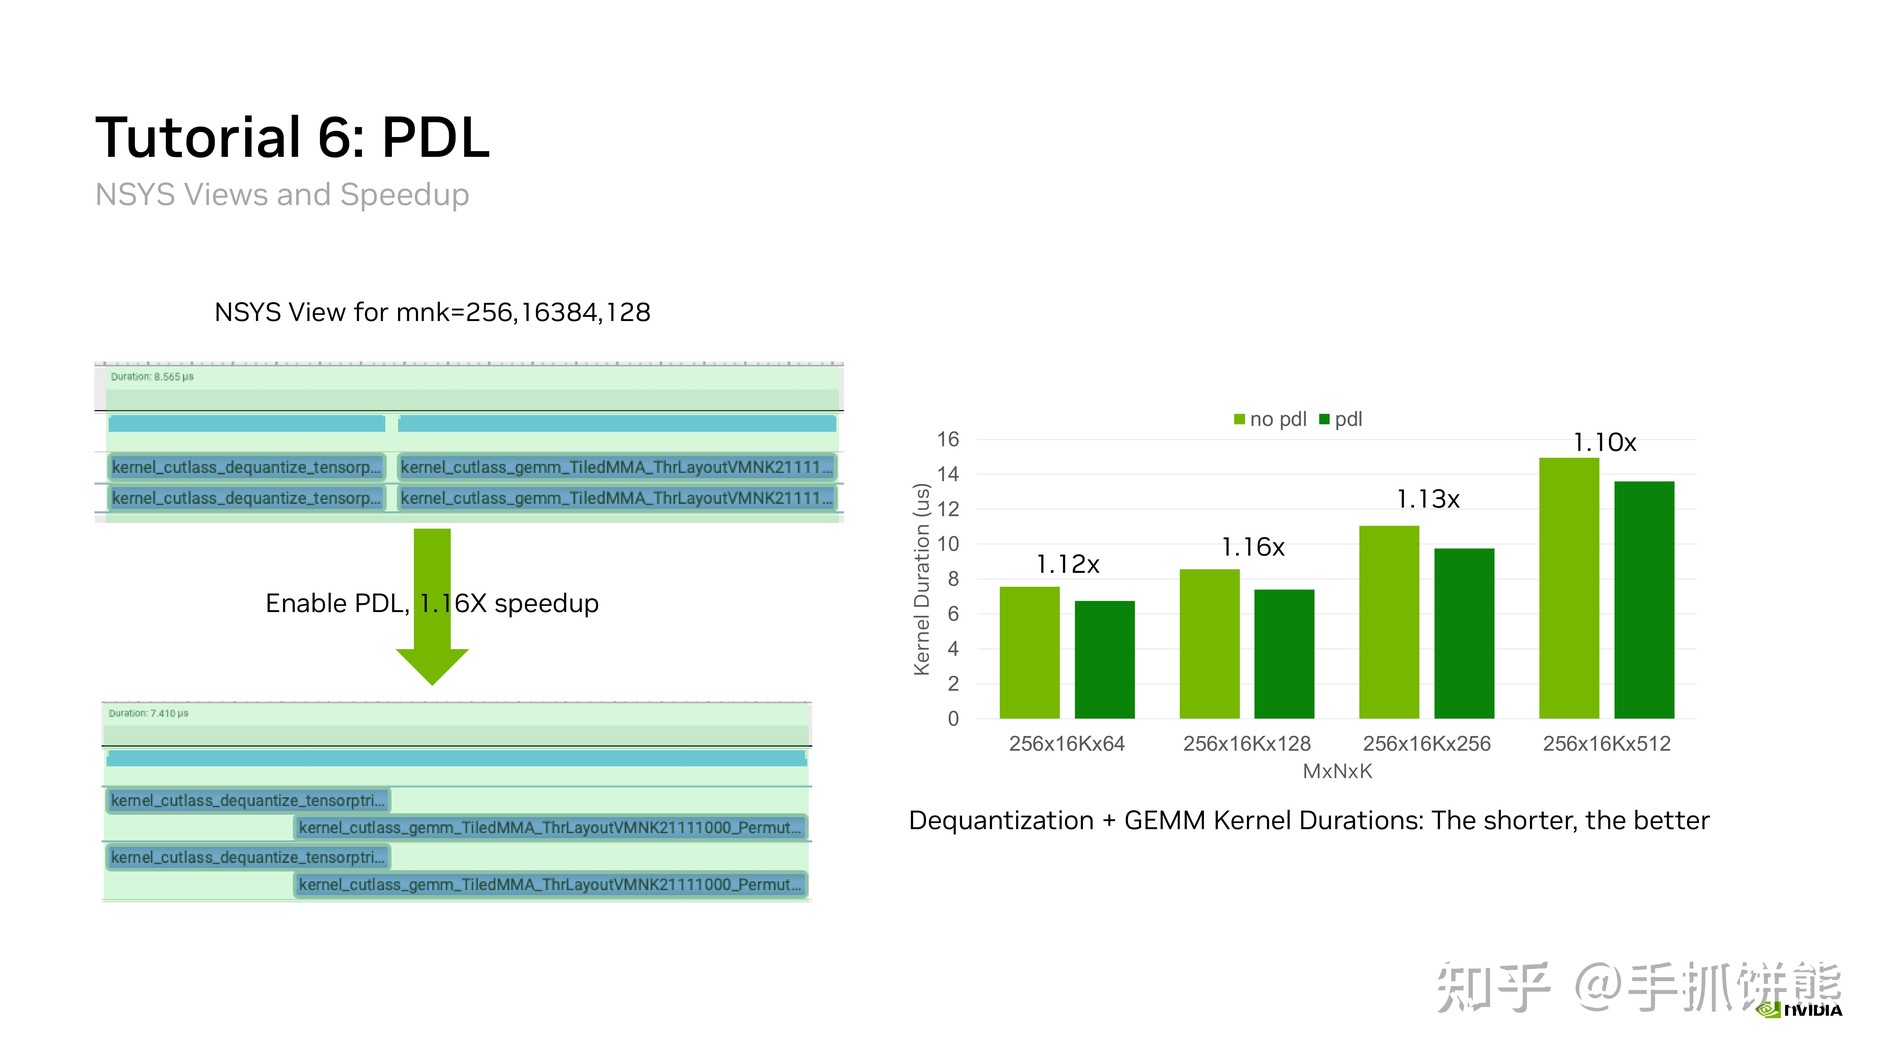 Tutorial 6: PDL
NSYS Views and Speedup
NSYS View for mnk=256,16384,128
Duration: 8.565 µs
kernel_cutlass_dequantize_tensorp...
kernel_cutlass_gemm_TiledMMA_ThrLayoutVMNK21111...
kernel_cutlass_dequantize_tensorp...
kernel_cutlass_gemm_TiledMMA_ThrLayoutVMNK21111...
Enable PDL, 1.16X speedup
Duration: 7.410 µs
kernel_cutlass_dequantize_tensorptri...
kernel_cutlass_gemm_TiledMMA_ThrLayoutVMNK21111000_Permut...
kernel_cutlass_dequantize_tensorptri...
kernel_cutlass_gemm_TiledMMA_ThrLayoutVMNK21111000_Permut...
no pdl pdl
Kernel Duration (us)
16
14
12
10
8
6
4
2
0
1.12x
1.16x
1.13x
1.10x
256x16Kx64 256x16Kx128 256x16Kx256 256x16Kx512
MxNxK
Dequantization + GEMM Kernel Durations: The shorter, the better
知乎 @手抓饼熊
NVIDIA